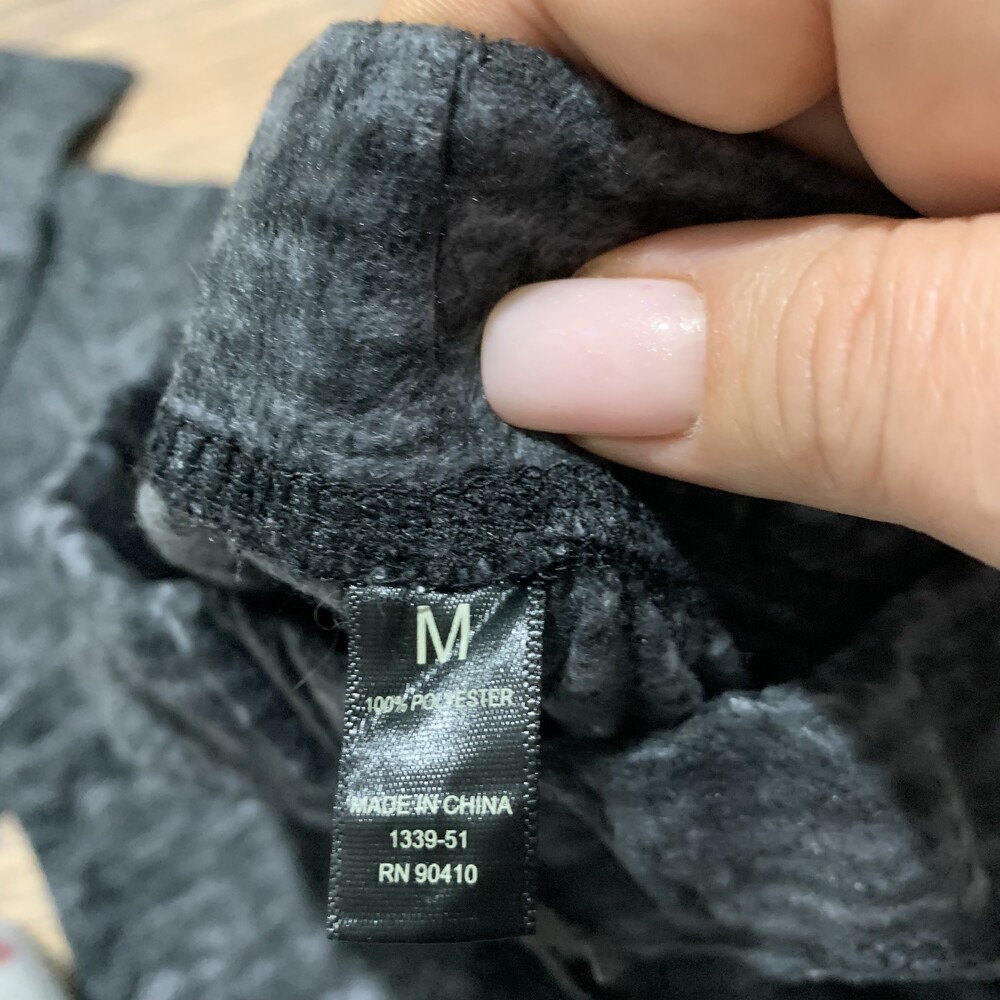 M
100% POLYESTER
MADE IN CHINA
1339-51
RN 90410